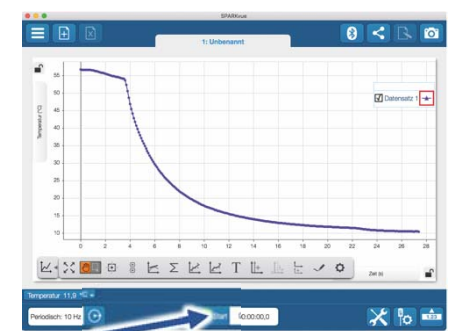 SPARKvue
1: Unbenannt
Temperatur (°C)
55
50
45
40
35
30
25
20
15
10
Datensatz 1
0 2 4 6 8 10 12 14 16 18 20 22 24 26 28
Zeit (s)
Temperatur 11,9 °C
Periodisch: 10 Hz
Start
00:00:00,0
1.23